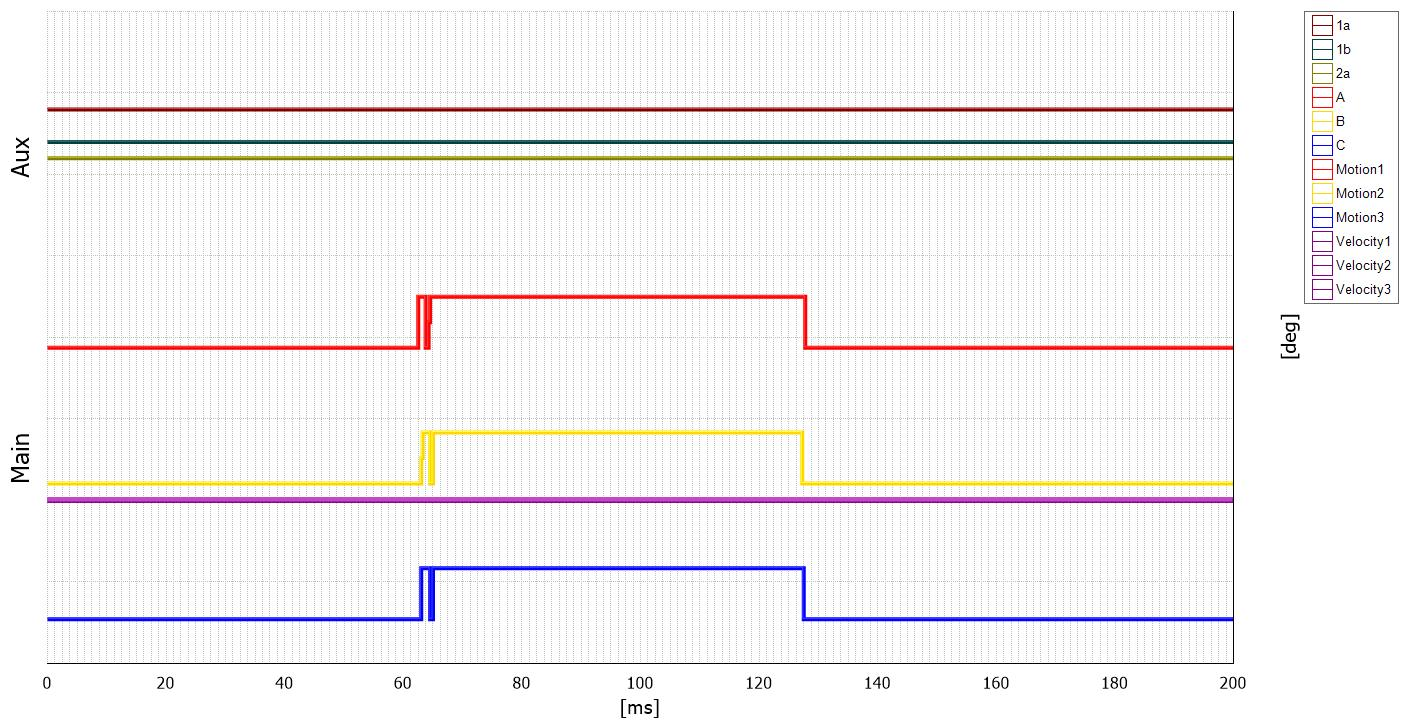 Aux
Main
0 20 40 60 80 100 120 140 160 180 200
[ms]
[deg]
1a
1b
2a
A
B
C
Motion1
Motion2
Motion3
Velocity1
Velocity2
Velocity3